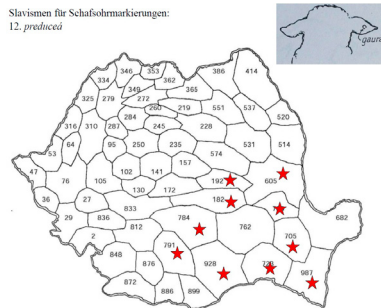 Slavismen für Schafsohrmarkierungen:
12. preduceá
346 353 386 414
334 362
349 365
325 279 272 551 537
260 219 520
284
316 310 287 245 228
531 514
64 95 250 235 574
53 157
47 102 141 192 605
76 105 130 172
36 27 182
833 784 762 682
29 836 812 705
2 791
848 876 928 987
872 886 899